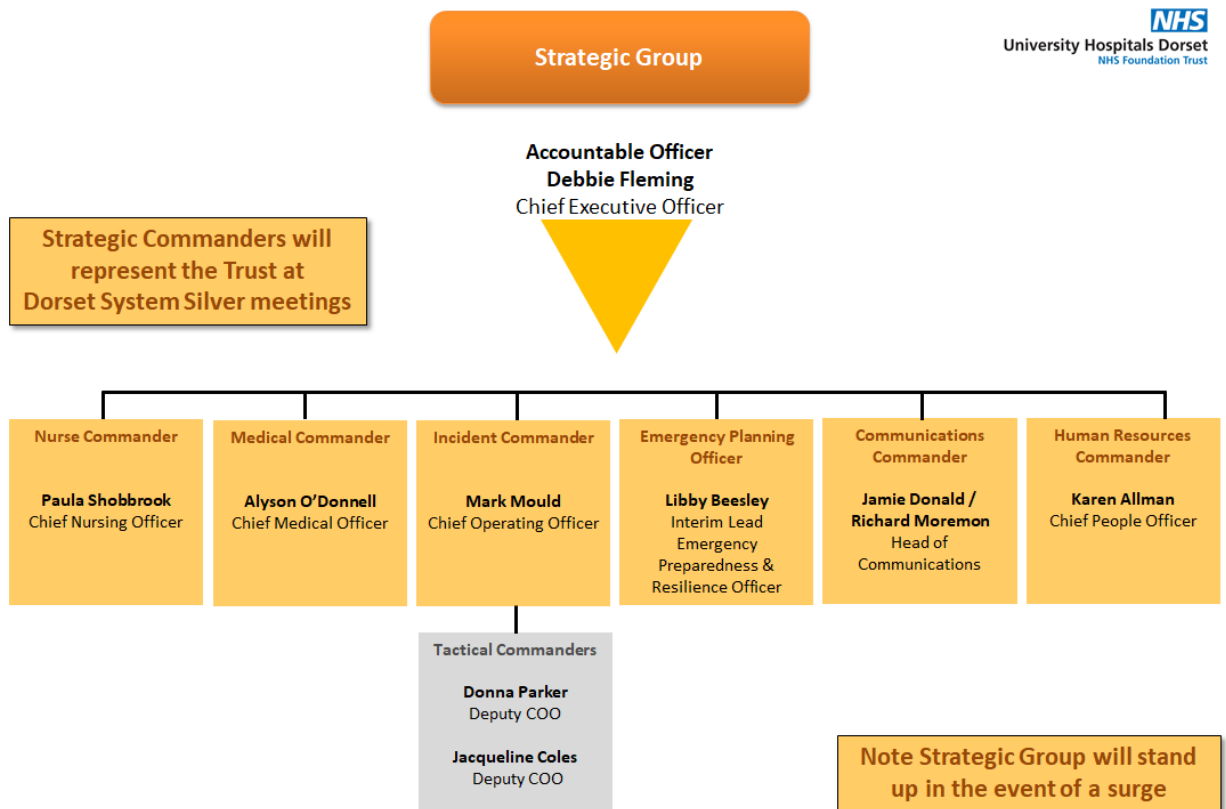 Strategic Group
NHS
University Hospitals Dorset
NHS Foundation Trust
Accountable Officer
Debbie Fleming
Chief Executive Officer
Strategic Commanders will
represent the Trust at
Dorset System Silver meetings
Nurse Commander
Paula Shobbrook
Chief Nursing Officer
Medical Commander
Alyson O’Donnell
Chief Medical Officer
Incident Commander
Mark Mould
Chief Operating Officer
Emergency Planning
Officer
Libby Beesley
Interim Lead
Emergency
Preparedness &
Resilience Officer
Communications
Commander
Jamie Donald /
Richard Moremon
Head of
Communications
Human Resources
Commander
Karen Allman
Chief People Officer
Tactical Commanders
Donna Parker
Deputy COO
Jacqueline Coles
Deputy COO
Note Strategic Group will stand
up in the event of a surge